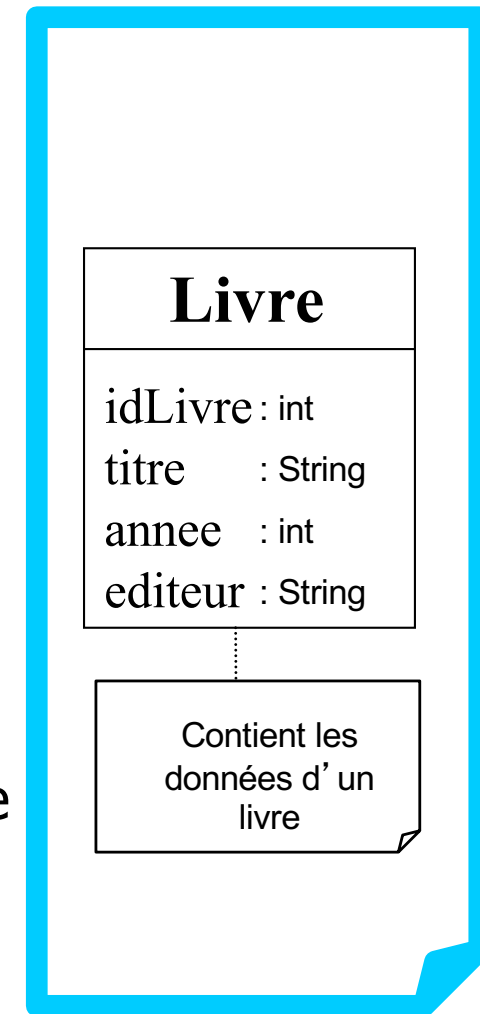 Livre
idLivre : int
titre : String
annee : int
editeur : String
Contient les
données d’un
livre
e